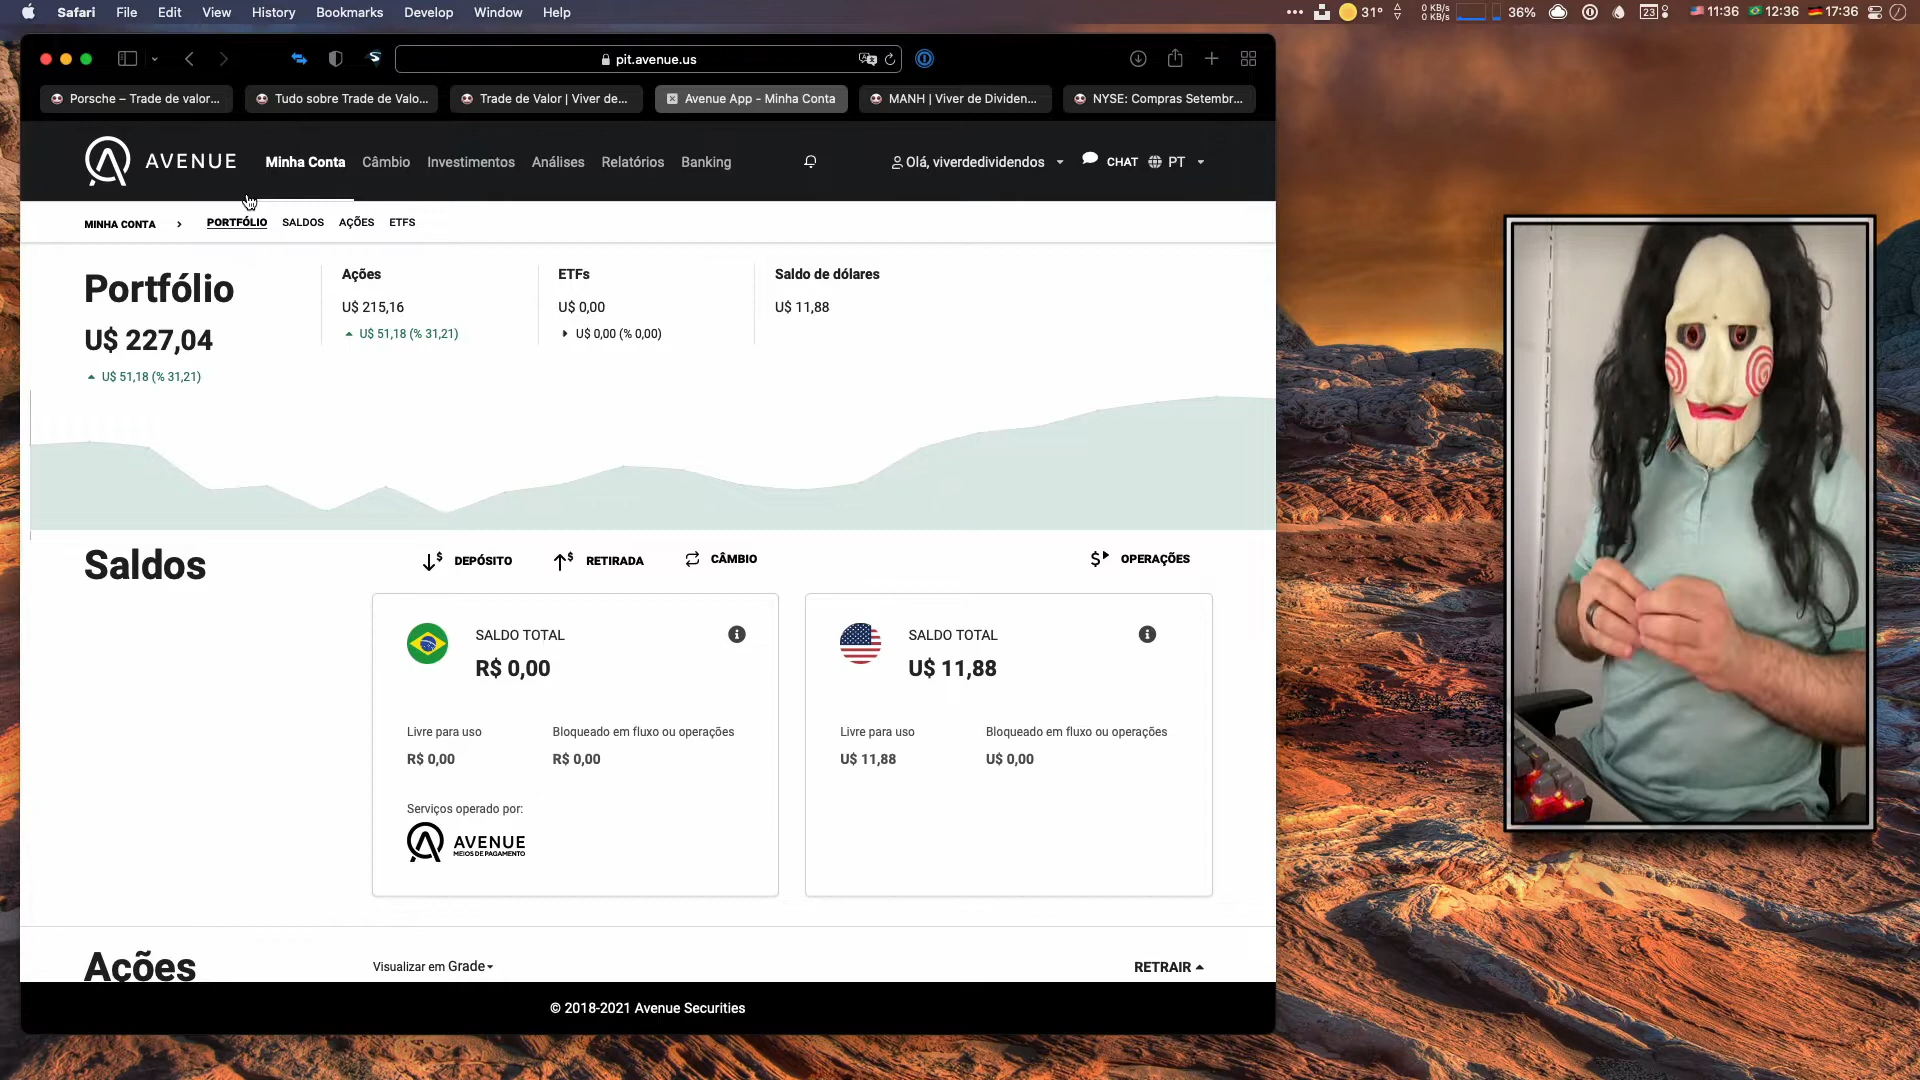 Safari File Edit View History Bookmarks Develop Window Help
31° 0 KB/s 0 KB/s 36% 23 11:36 12:36 17:36
pit.avenue.us
Porsche – Trade de valor...
Tudo sobre Trade de Valo...
Trade de Valor | Viver de...
Avenue App - Minha Conta
MANH | Viver de Dividen...
NYSE: Compras Setembr...
AVENUE Minha Conta Câmbio Investimentos Análises Relatórios Banking Olá, viverdedividendos CHAT PT
MINHA CONTA PORTFÓLIO SALDOS AÇÕES ETFS
Portfólio
U$ 227,04
U$ 51,18 (% 31,21)
Ações
U$ 215,16
U$ 51,18 (% 31,21)
ETFs
U$ 0,00
U$ 0,00 (% 0,00)
Saldo de dólares
U$ 11,88
Saldos
DEPÓSITO RETIRADA CÂMBIO OPERAÇÕES
SALDO TOTAL
R$ 0,00
Livre para uso
R$ 0,00
Bloqueado em fluxo ou operações
R$ 0,00
Serviços operado por:
AVENUE
MEIOS DE PAGAMENTO
SALDO TOTAL
U$ 11,88
Livre para uso
U$ 11,88
Bloqueado em fluxo ou operações
U$ 0,00
Ações
Visualizar em Grade
RETRAIR
© 2018-2021 Avenue Securities